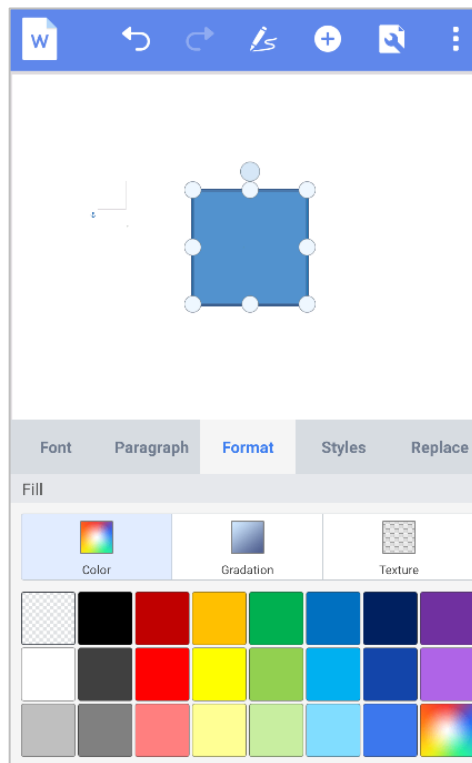 W
Font Paragraph Format Styles Replace
Fill
Color Gradation Texture